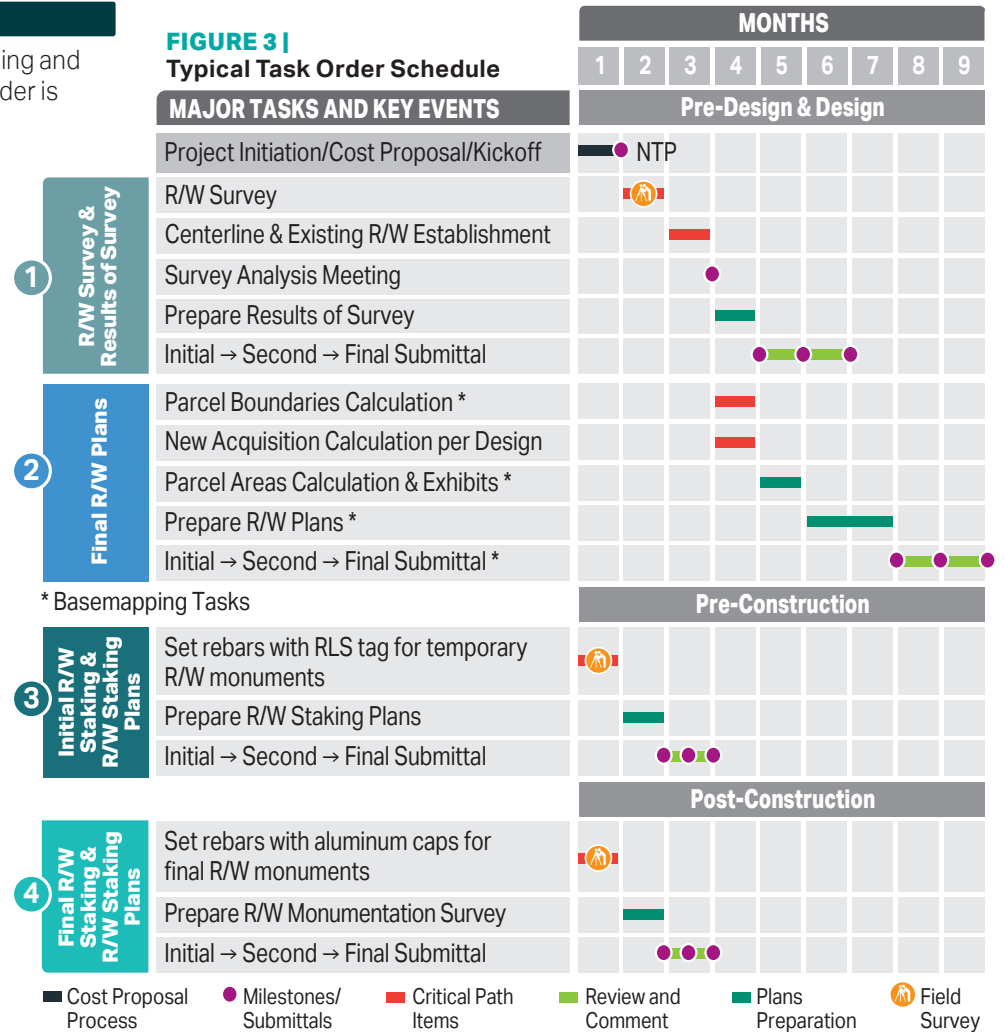 ing and
der is
FIGURE 3 |
Typical Task Order Schedule
MONTHS
1 2 3 4 5 6 7 8 9
MAJOR TASKS AND KEY EVENTS
Pre-Design & Design
Project Initiation/Cost Proposal/Kickoff
NTP
1
R/W Survey &
Results of Survey
R/W Survey
Centerline & Existing R/W Establishment
Survey Analysis Meeting
Prepare Results of Survey
Initial → Second → Final Submittal
2
Final R/W Plans
Parcel Boundaries Calculation *
New Acquisition Calculation per Design
Parcel Areas Calculation & Exhibits *
Prepare R/W Plans *
Initial → Second → Final Submittal *
* Basemapping Tasks
Pre-Construction
3
Initial R/W
Staking &
R/W Staking
Plans
Set rebars with RLS tag for temporary
R/W monuments
Prepare R/W Staking Plans
Initial → Second → Final Submittal
Post-Construction
4
Final R/W
Staking &
R/W Staking
Plans
Set rebars with aluminum caps for
final R/W monuments
Prepare R/W Monumentation Survey
Initial → Second → Final Submittal
Cost Proposal
Process
Milestones/
Submittals
Critical Path
Items
Review and
Comment
Plans
Preparation
Field
Survey